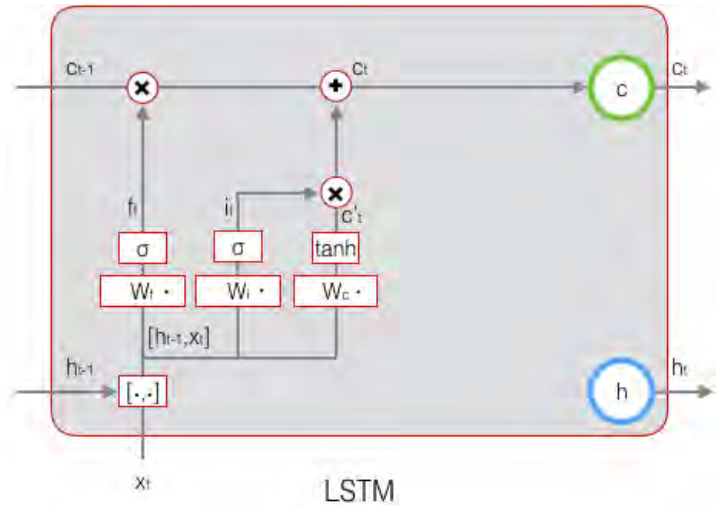 Ct-1
Ct
Ct
c
ft
it
c't
σ
σ
tanh
Wf ·
Wi ·
Wc ·
[ht-1,xt]
ht-1
[·,·]
h
ht
xt
LSTM